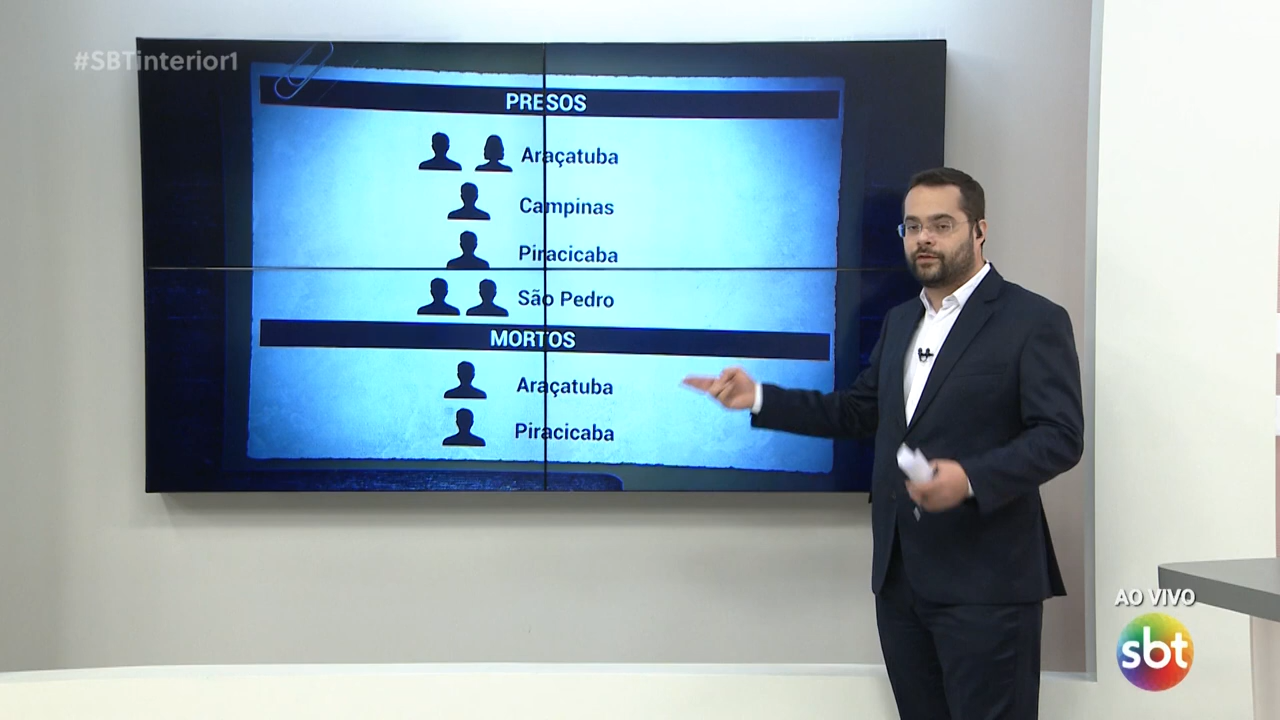 #SBTinterior1
PRESOS
Araçatuba
Campinas
Piracicaba
São Pedro
MORTOS
Araçatuba
Piracicaba
AO VIVO
sbt